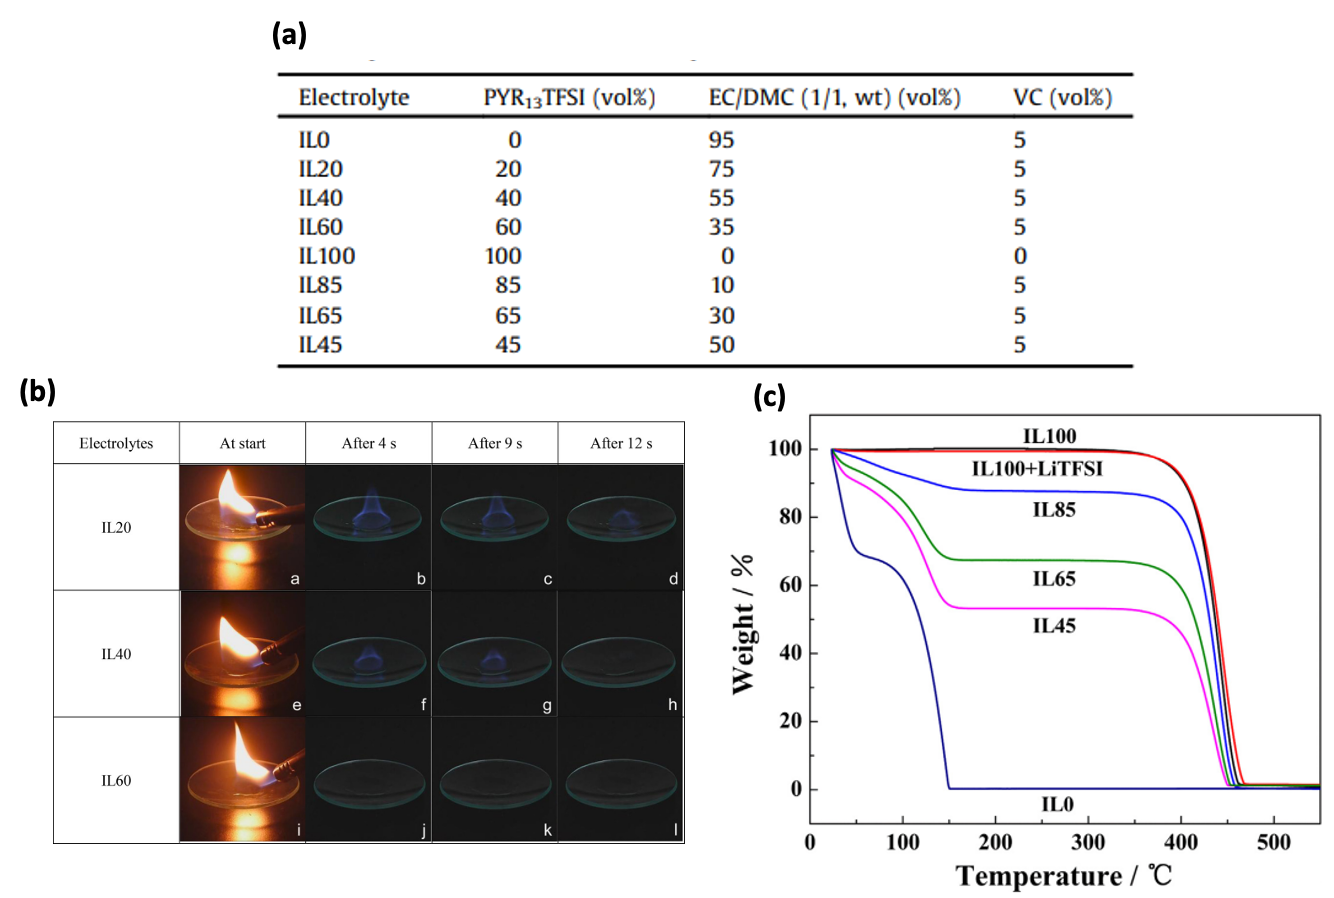 (a)
Electrolyte PYR₁₃TFSI (vol%) EC/DMC (1/1, wt) (vol%) VC (vol%)
IL0 0 95 5
IL20 20 75 5
IL40 40 55 5
IL60 60 35 5
IL100 100 0 0
IL85 85 10 5
IL65 65 30 5
IL45 45 50 5
(b)
Electrolytes At start After 4 s After 9 s After 12 s
IL20
a b c d
IL40
e f g h
IL60
i j k l
(c)
Weight / %
100
80
60
40
20
0
IL100
IL100+LiTFSI
IL85
IL65
IL45
IL0
0 100 200 300 400 500
Temperature / ℃